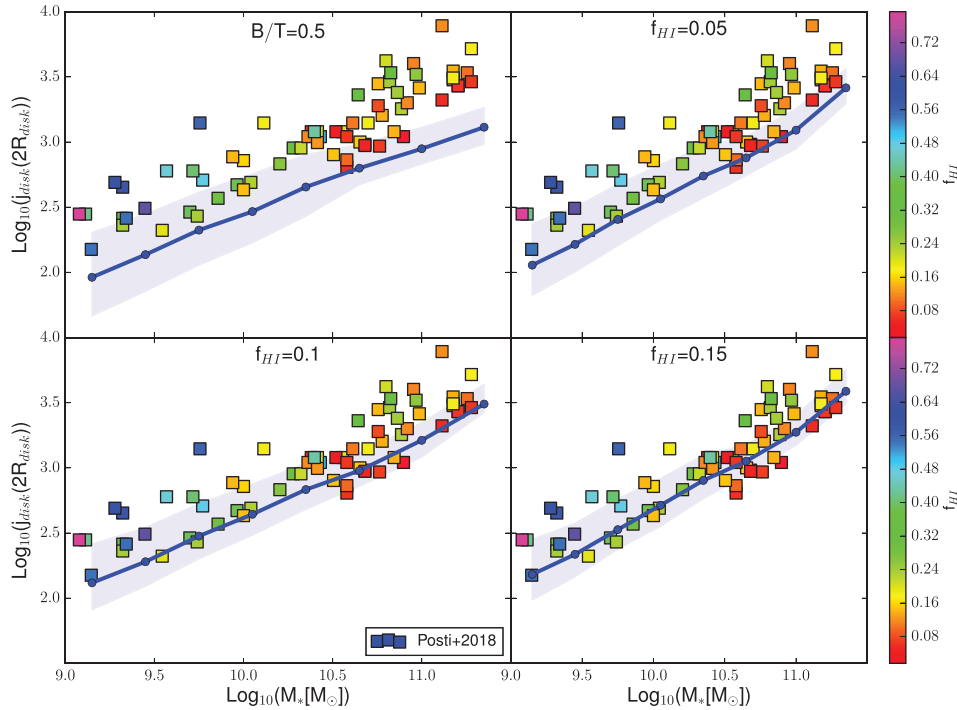 B/T=0.5
f_HI=0.05
4.0
3.5
3.0
2.5
2.0
4.0
3.5
3.0
2.5
2.0
Log10(j_disk(2R_disk))
Log10(j_disk(2R_disk))
f_HI=0.1
f_HI=0.15
Posti+2018
9.0 9.5 10.0 10.5 11.0 9.0 9.5 10.0 10.5 11.0
Log10(M*[M⊙]) Log10(M*[M⊙])
0.72
0.64
0.56
0.48
0.40
0.32
0.24
0.16
0.08
f_HI
0.72
0.64
0.56
0.48
0.40
0.32
0.24
0.16
0.08
f_HI